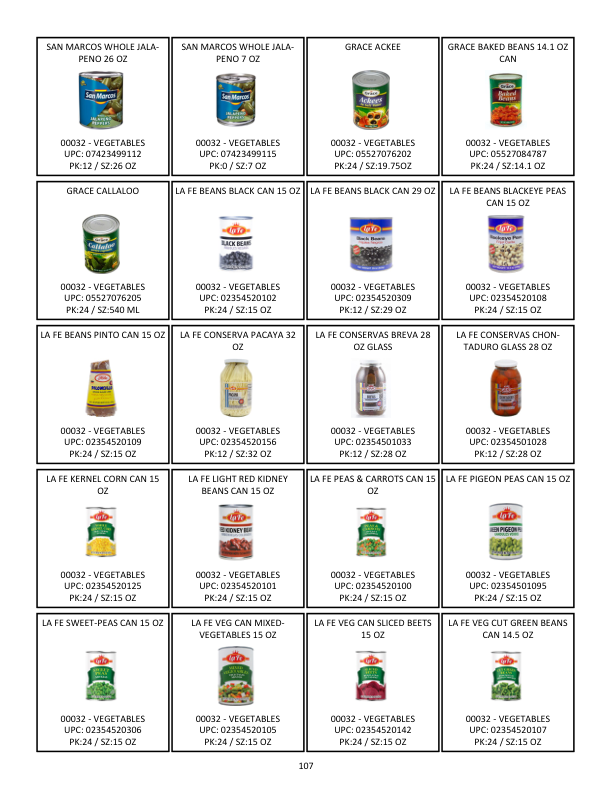 SAN MARCOS WHOLE JALA-
PENO 26 OZ
San Marcos
00032 - VEGETABLES
UPC: 07423499112
PK:12 / SZ:26 OZ
SAN MARCOS WHOLE JALA-
PENO 7 OZ
San Marcos
00032 - VEGETABLES
UPC: 07423499115
PK:0 / SZ:7 OZ
GRACE ACKEE
Grace
Ackees
00032 - VEGETABLES
UPC: 05527076202
PK:24 / SZ:19.75OZ
GRACE BAKED BEANS 14.1 OZ
CAN
Grace
Baked
Beans
00032 - VEGETABLES
UPC: 05527084787
PK:24 / SZ:14.1 OZ
GRACE CALLALOO
Grace
Callaloo
00032 - VEGETABLES
UPC: 05527076205
PK:24 / SZ:540 ML
LA FE BEANS BLACK CAN 15 OZ
La Fe
BLACK BEANS
00032 - VEGETABLES
UPC: 02354520102
PK:24 / SZ:15 OZ
LA FE BEANS BLACK CAN 29 OZ
La Fe
Black Beans
00032 - VEGETABLES
UPC: 02354520309
PK:12 / SZ:29 OZ
LA FE BEANS BLACKEYE PEAS
CAN 15 OZ
La Fe
00032 - VEGETABLES
UPC: 02354520108
PK:24 / SZ:15 OZ
LA FE BEANS PINTO CAN 15 OZ
00032 - VEGETABLES
UPC: 02354520109
PK:24 / SZ:15 OZ
LA FE CONSERVA PACAYA 32
OZ
00032 - VEGETABLES
UPC: 02354520156
PK:12 / SZ:32 OZ
LA FE CONSERVAS BREVA 28
OZ GLASS
00032 - VEGETABLES
UPC: 02354501033
PK:12 / SZ:28 OZ
LA FE CONSERVAS CHON-
TADURO GLASS 28 OZ
00032 - VEGETABLES
UPC: 02354501028
PK:12 / SZ:28 OZ
LA FE KERNEL CORN CAN 15
OZ
La Fe
00032 - VEGETABLES
UPC: 02354520125
PK:24 / SZ:15 OZ
LA FE LIGHT RED KIDNEY
BEANS CAN 15 OZ
La Fe
00032 - VEGETABLES
UPC: 02354520101
PK:24 / SZ:15 OZ
LA FE PEAS & CARROTS CAN 15
OZ
La Fe
00032 - VEGETABLES
UPC: 02354520100
PK:24 / SZ:15 OZ
LA FE PIGEON PEAS CAN 15 OZ
La Fe
00032 - VEGETABLES
UPC: 02354501095
PK:24 / SZ:15 OZ
LA FE SWEET-PEAS CAN 15 OZ
La Fe
00032 - VEGETABLES
UPC: 02354520306
PK:24 / SZ:15 OZ
LA FE VEG CAN MIXED-
VEGETABLES 15 OZ
La Fe
00032 - VEGETABLES
UPC: 02354520105
PK:24 / SZ:15 OZ
LA FE VEG CAN SLICED BEETS
15 OZ
La Fe
00032 - VEGETABLES
UPC: 02354520142
PK:24 / SZ:15 OZ
LA FE VEG CUT GREEN BEANS
CAN 14.5 OZ
La Fe
00032 - VEGETABLES
UPC: 02354520107
PK:24 / SZ:15 OZ
107